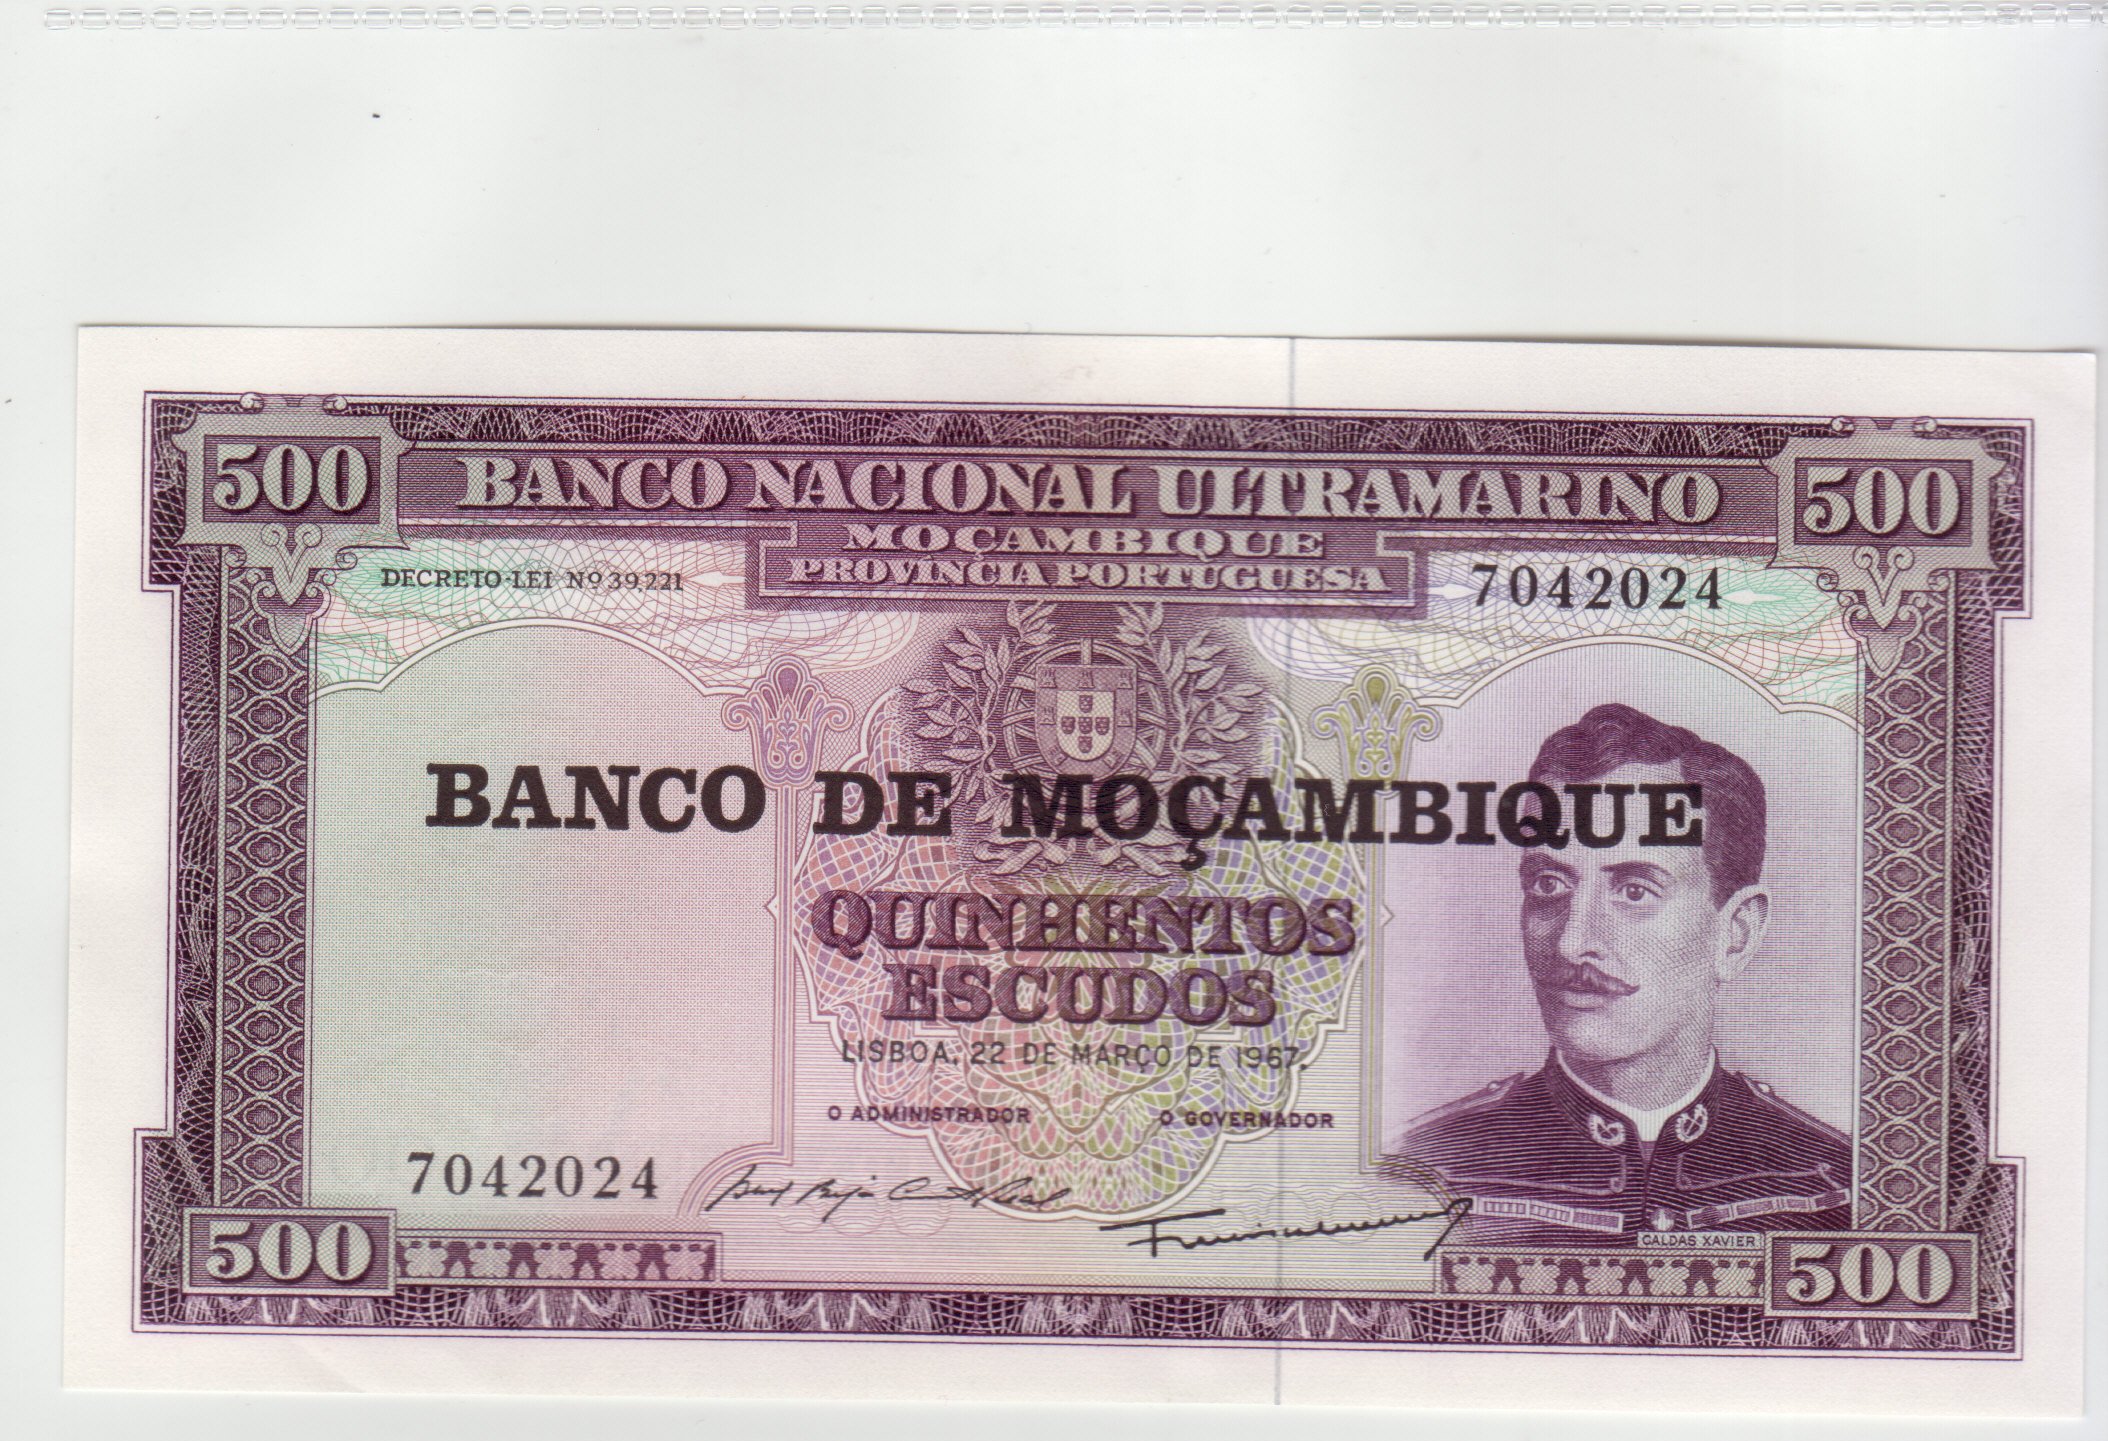 500 BANCO NACIONAL ULTRAMARINO 500
MOÇAMBIQUE
PROVINCIA PORTUGUESA
DECRETO-LEI Nº 39,221
7042024
BANCO DE MOÇAMBIQUE
QUINHENTOS
ESCUDOS
LISBOA, 22 DE MARÇO DE 1967.
O ADMINISTRADOR O GOVERNADOR
7042024
CALDAS XAVIER
500 500